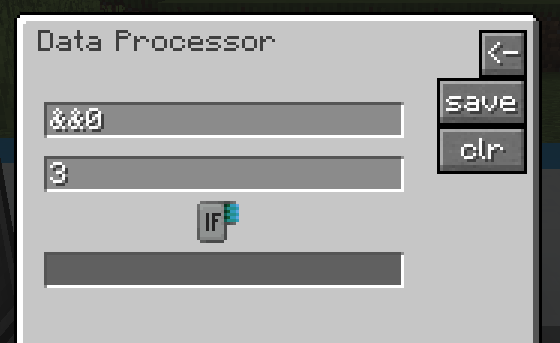 Data Processor
<-
&&0
save
3
clr
IF